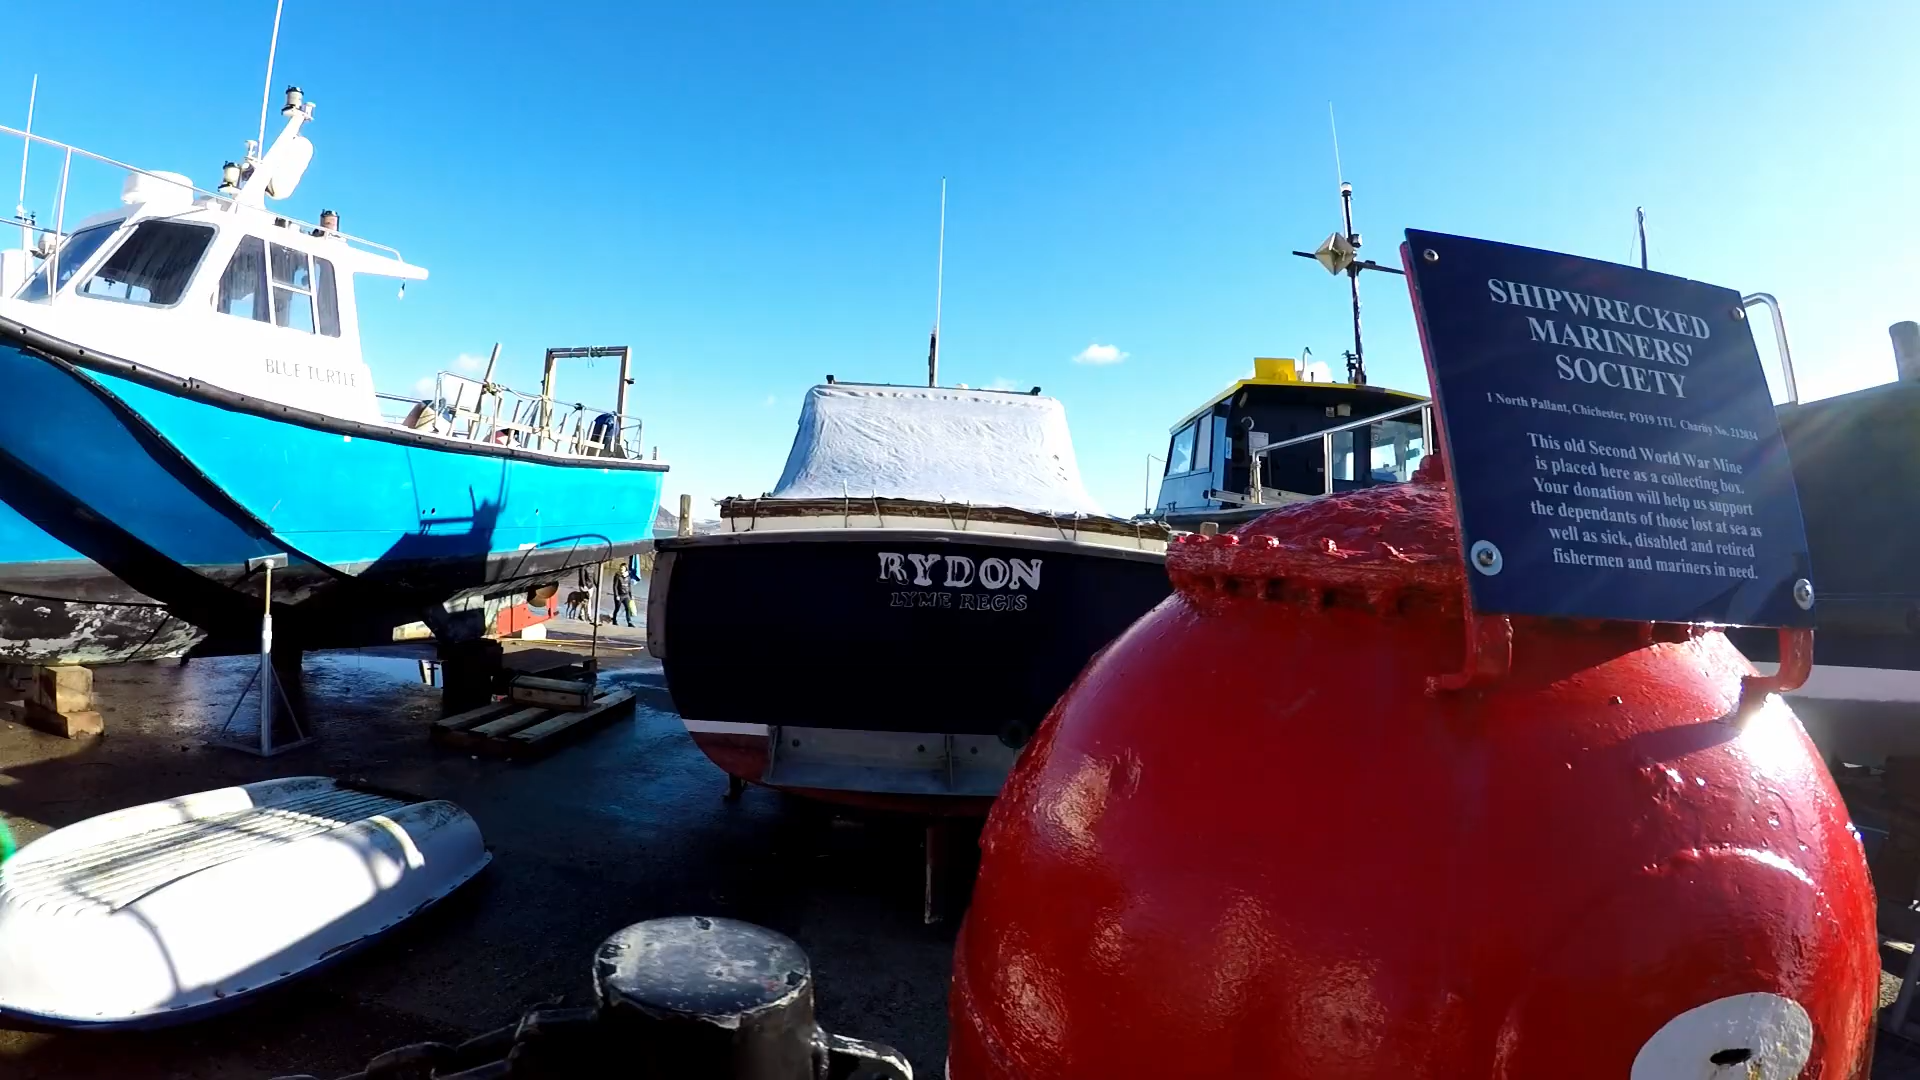 BLUE TURTLE
RYDON
LYME REGIS
SHIPWRECKED
MARINERS'
SOCIETY
1 North Pallant, Chichester, PO19 1TL Charity No. 212034
This old Second World War Mine
is placed here as a collecting box.
Your donation will help us support
the dependants of those lost at sea as
well as sick, disabled and retired
fishermen and mariners in need.